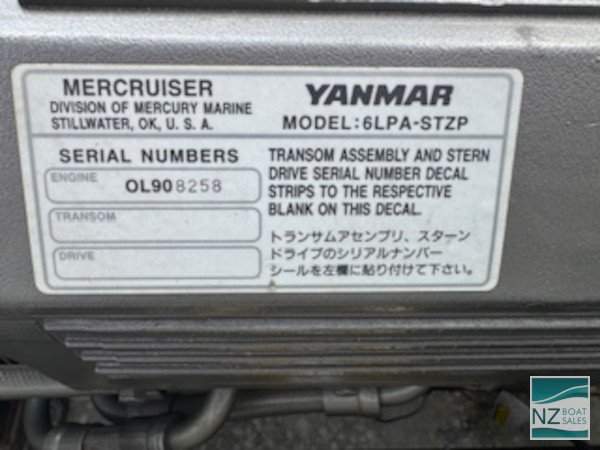 MERCRUISER
DIVISION OF MERCURY MARINE
STILLWATER, OK, U. S. A.
YANMAR
MODEL:6LPA-STZP
SERIAL NUMBERS
ENGINE
OL908258
TRANSOM
DRIVE
TRANSOM ASSEMBLY AND STERN
DRIVE SERIAL NUMBER DECAL
STRIPS TO THE RESPECTIVE
BLANK ON THIS DECAL.
トランサムアセンブリ、スターン
ドライブのシリアルナンバー
シールを左欄に貼り付けて下さい。
NZ BOAT
SALES